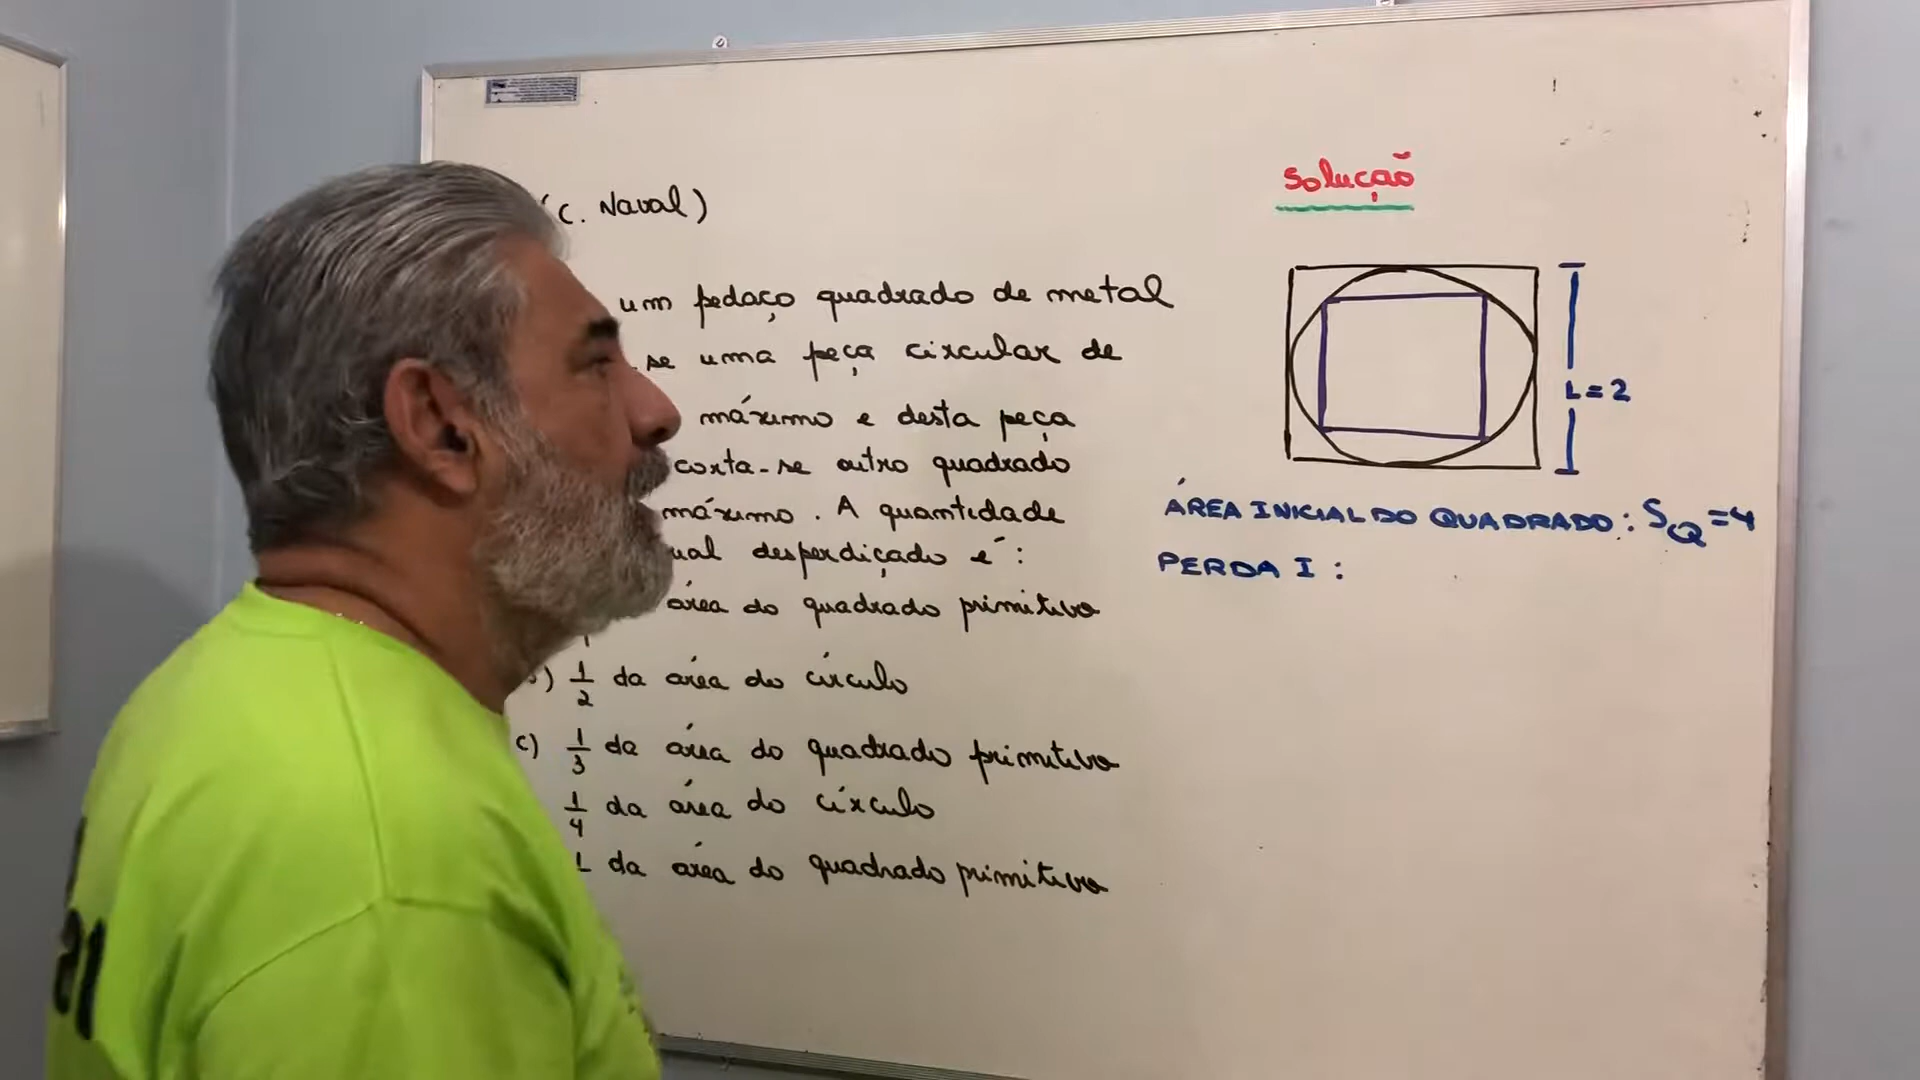 (C. Naval)
um pedaço quadrado de metal
se uma peça circular de
máximo e desta peça
corta-se outro quadrado
máximo. A quantidade
desperdiçado é:
área do quadrado primitivo
) 1/2 da área do círculo
c) 1/3 da área do quadrado primitivo
1/4 da área do círculo
da área do quadrado primitivo
Solução
L = 2
ÁREA INICIAL DO QUADRADO: SQ = 4
PERDA I :